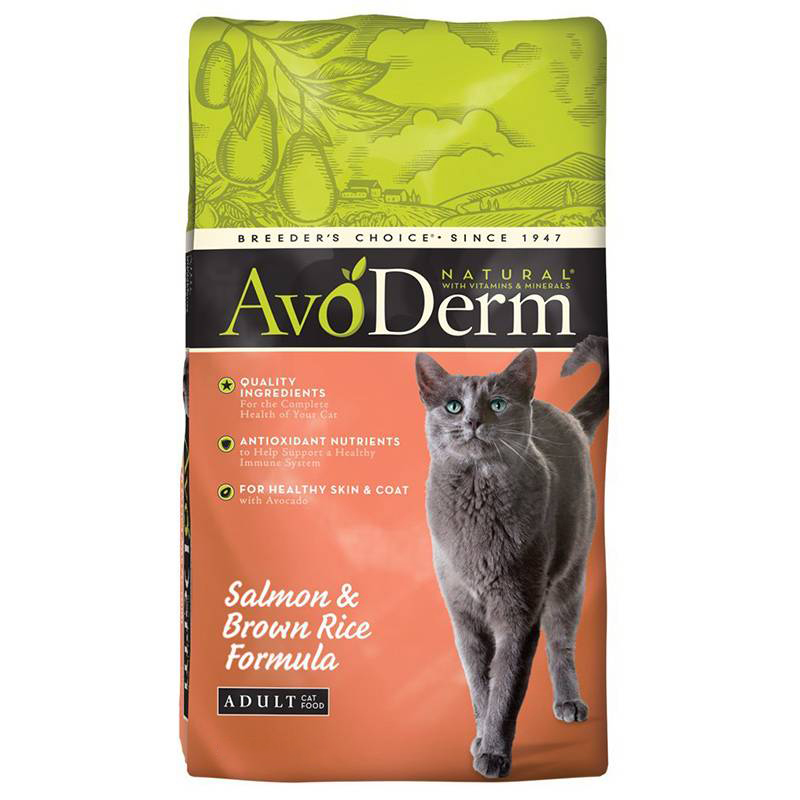 BREEDER'S CHOICE® • SINCE 1947
NATURAL®
WITH VITAMINS & MINERALS
AvoDerm
QUALITY
INGREDIENTS
For the Complete
Health of Your Cat
ANTIOXIDANT NUTRIENTS
to Help Support a Healthy
Immune System
FOR HEALTHY SKIN & COAT
with Avocado
Salmon &
Brown Rice
Formula
ADULT CAT
FOOD